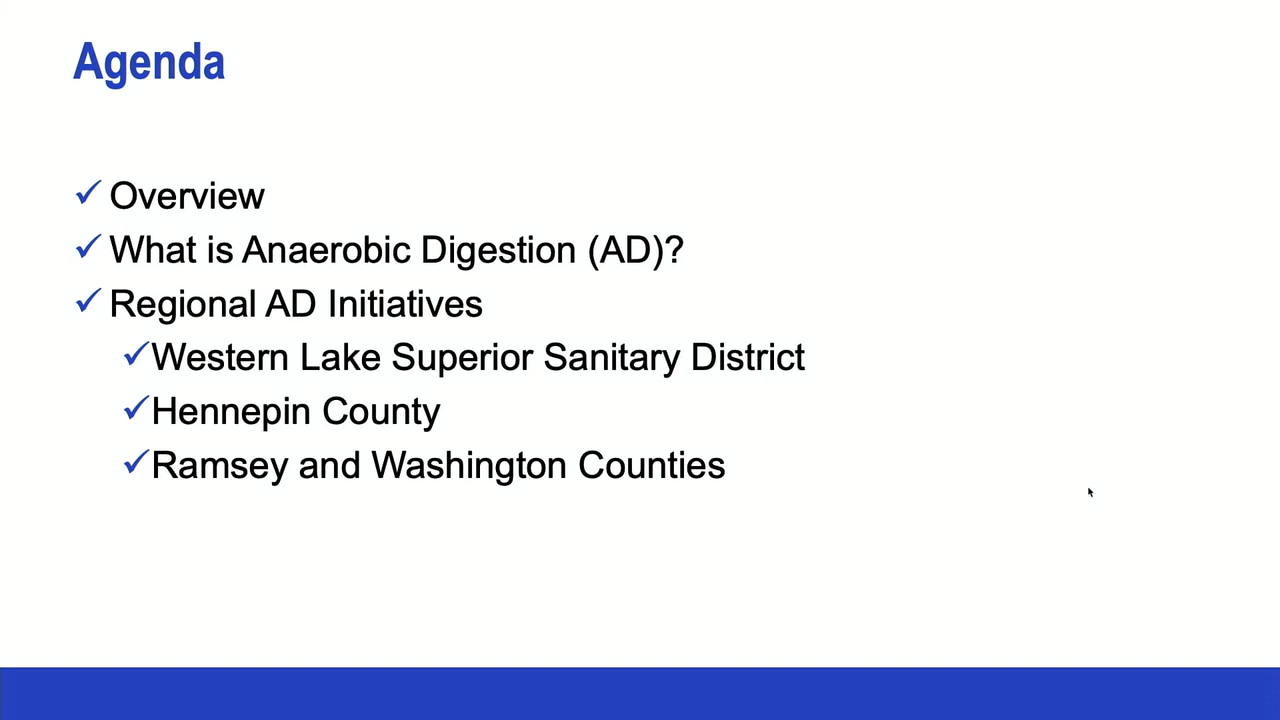 Agenda
✓ Overview
✓ What is Anaerobic Digestion (AD)?
✓ Regional AD Initiatives
✓ Western Lake Superior Sanitary District
✓ Hennepin County
✓ Ramsey and Washington Counties